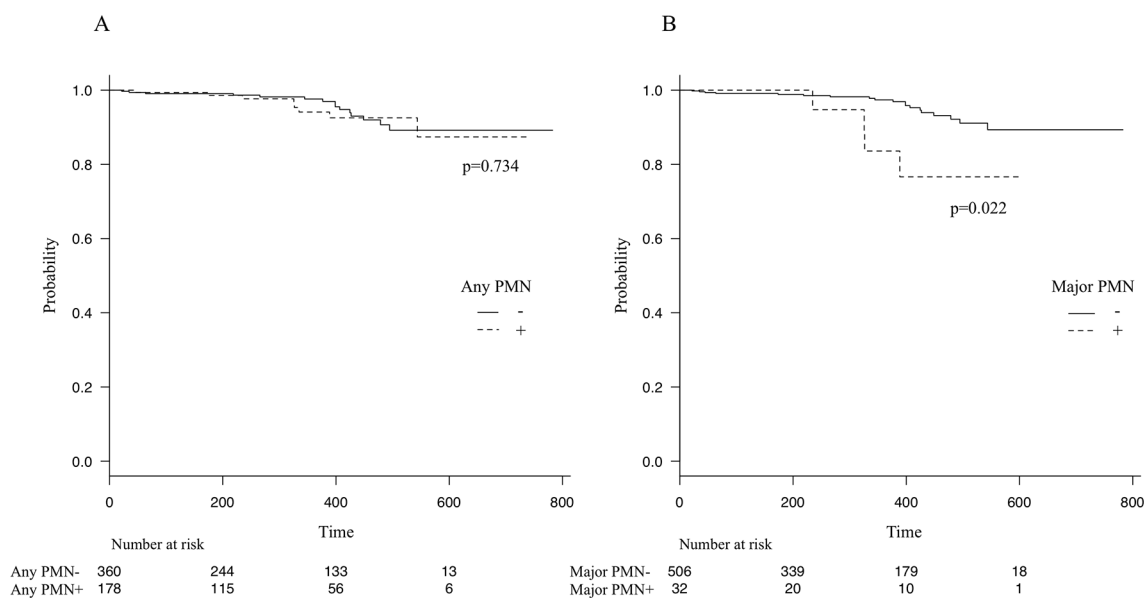 A
1.0
0.8
0.6
0.4
0.2
0.0
Probability
p=0.734
Any PMN
-
+
0 200 400 600 800
Time
Number at risk
Any PMN- 360 244 133 13
Any PMN+ 178 115 56 6
B
1.0
0.8
0.6
0.4
0.2
0.0
Probability
p=0.022
Major PMN
-
+
0 200 400 600 800
Time
Number at risk
Major PMN- 506 339 179 18
Major PMN+ 32 20 10 1